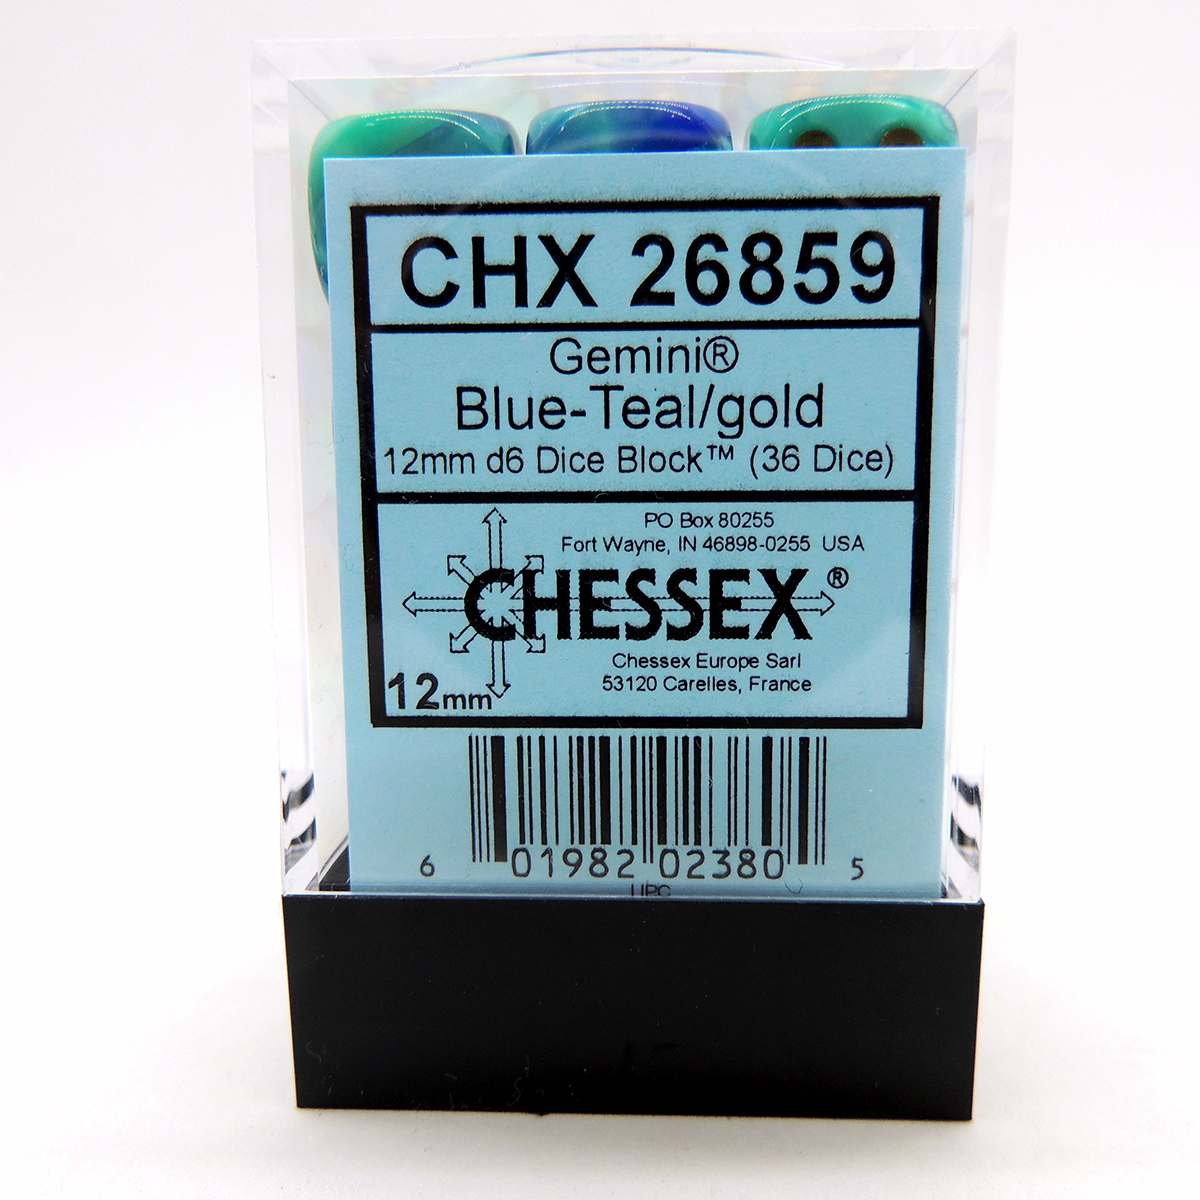 CHX 26859
Gemini®
Blue-Teal/gold
12mm d6 Dice Block™ (36 Dice)
PO Box 80255
Fort Wayne, IN 46898-0255 USA
CHESSEX®
Chessex Europe Sarl
53120 Carelles, France
12mm
6 01982 02380 5
UPC